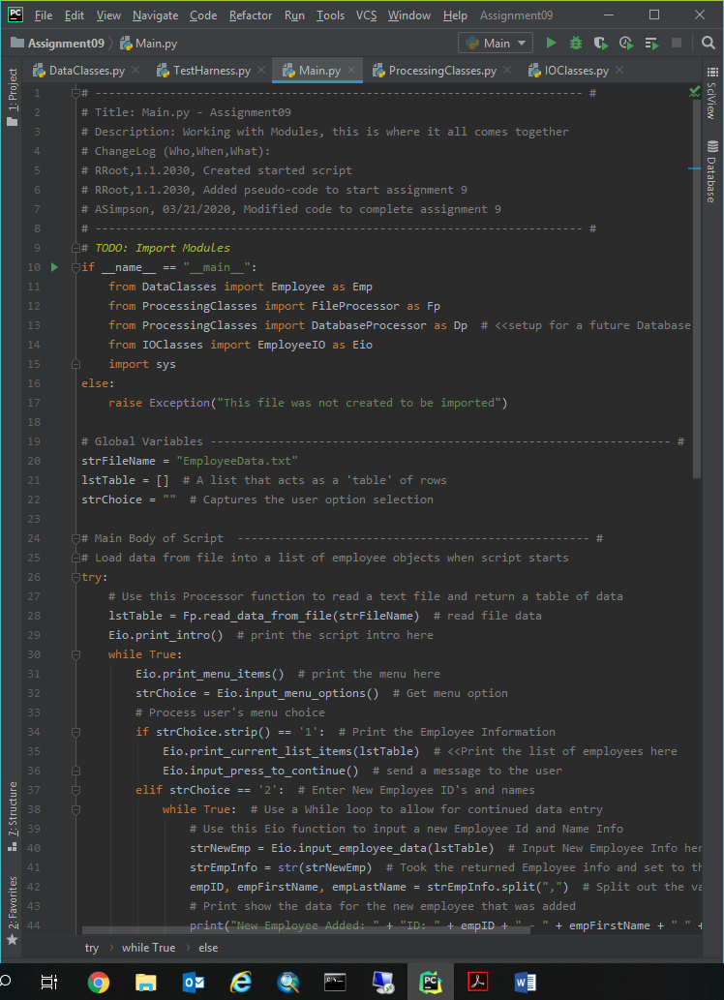 PC File Edit View Navigate Code Refactor Run Tools VCS Window Help Assignment09
Assignment09 Main.py Main
DataClasses.py TestHarness.py Main.py ProcessingClasses.py IOClasses.py
1: Project
SciView
Database
1 # ------------------------------------------------------------------------ #
2 # Title: Main.py - Assignment09
3 # Description: Working with Modules, this is where it all comes together
4 # ChangeLog (Who,When,What):
5 # RRoot,1.1.2030, Created started script
6 # RRoot,1.1.2030, Added pseudo-code to start assignment 9
7 # ASimpson, 03/21/2020, Modified code to complete assignment 9
8 # ------------------------------------------------------------------------ #
9 # TODO: Import Modules
10 if __name__ == "__main__":
11 from DataClasses import Employee as Emp
12 from ProcessingClasses import FileProcessor as Fp
13 from ProcessingClasses import DatabaseProcessor as Dp # <<setup for a future Database
14 from IOClasses import EmployeeIO as Eio
15 import sys
16 else:
17 raise Exception("This file was not created to be imported")
18
19 # Global Variables -------------------------------------------------------------------- #
20 strFileName = "EmployeeData.txt"
21 lstTable = [] # A list that acts as a 'table' of rows
22 strChoice = "" # Captures the user option selection
23
24 # Main Body of Script ---------------------------------------------------- #
25 # Load data from file into a list of employee objects when script starts
26 try:
27 # Use this Processor function to read a text file and return a table of data
28 lstTable = Fp.read_data_from_file(strFileName) # read file data
29 Eio.print_intro() # print the script intro here
30 while True:
31 Eio.print_menu_items() # print the menu here
32 strChoice = Eio.input_menu_options() # Get menu option
33 # Process user's menu choice
34 if strChoice.strip() == '1': # Print the Employee Information
35 Eio.print_current_list_items(lstTable) # <<Print the list of employees here
36 Eio.input_press_to_continue() # send a message to the user
37 elif strChoice == '2': # Enter New Employee ID's and names
38 while True: # Use a While loop to allow for continued data entry
39 # Use this Eio function to input a new Employee Id and Name Info
40 strNewEmp = Eio.input_employee_data(lstTable) # Input New Employee Info her
41 strEmpInfo = str(strNewEmp) # Took the returned Employee info and set to th
42 empID, empFirstName, empLastName = strEmpInfo.split(",") # Split out the va
43 # Print show the data for the new employee that was added
44 print("New Employee Added: " + "ID: " + empID + " - " + empFirstName + " " +
7: Structure
2: Favorites
try › while True › else
PC